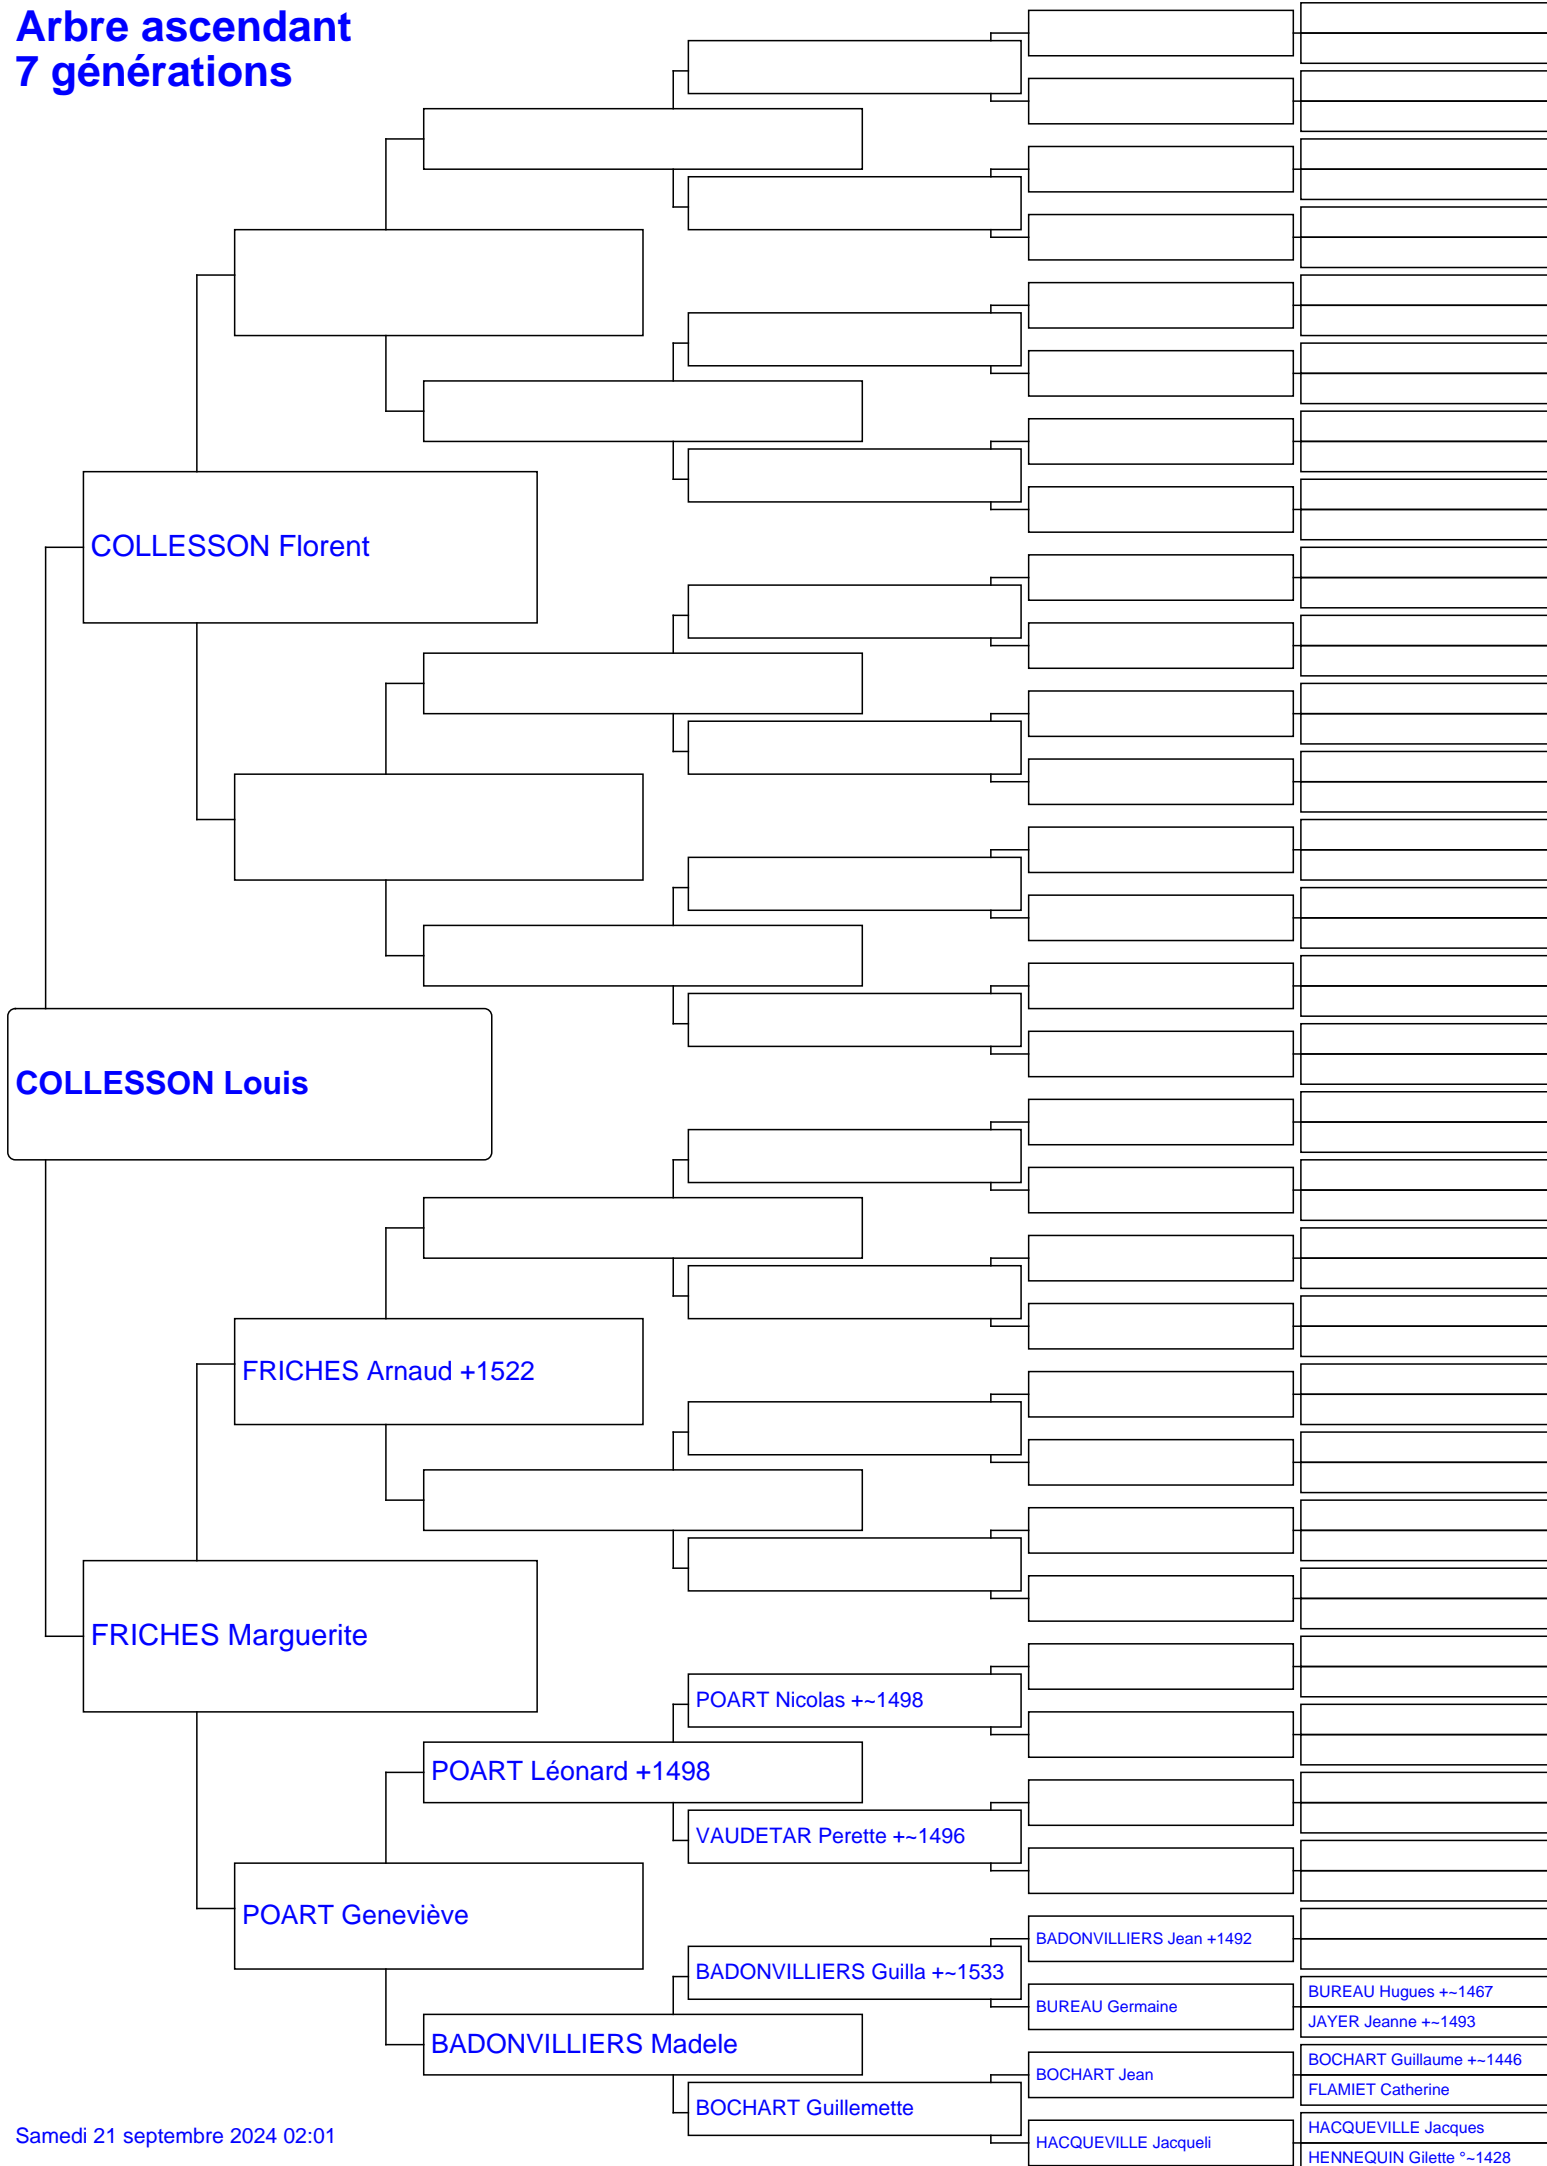 Arbre ascendant
7 générations
COLLESSON Florent
COLLESSON Louis
FRICHES Arnaud +1522
FRICHES Marguerite
POART Nicolas +~1498
POART Léonard +1498
VAUDETAR Perette +~1496
POART Geneviève
BADONVILLIERS Jean +1492
BADONVILLIERS Guilla +~1533
BUREAU Hugues +~1467
BUREAU Germaine
JAYER Jeanne +~1493
BADONVILLIERS Madele
BOCHART Guillaume +~1446
BOCHART Jean
FLAMIET Catherine
BOCHART Guillemette
HACQUEVILLE Jacques
HACQUEVILLE Jacqueli
HENNEQUIN Gilette °~1428
Samedi 21 septembre 2024 02:01